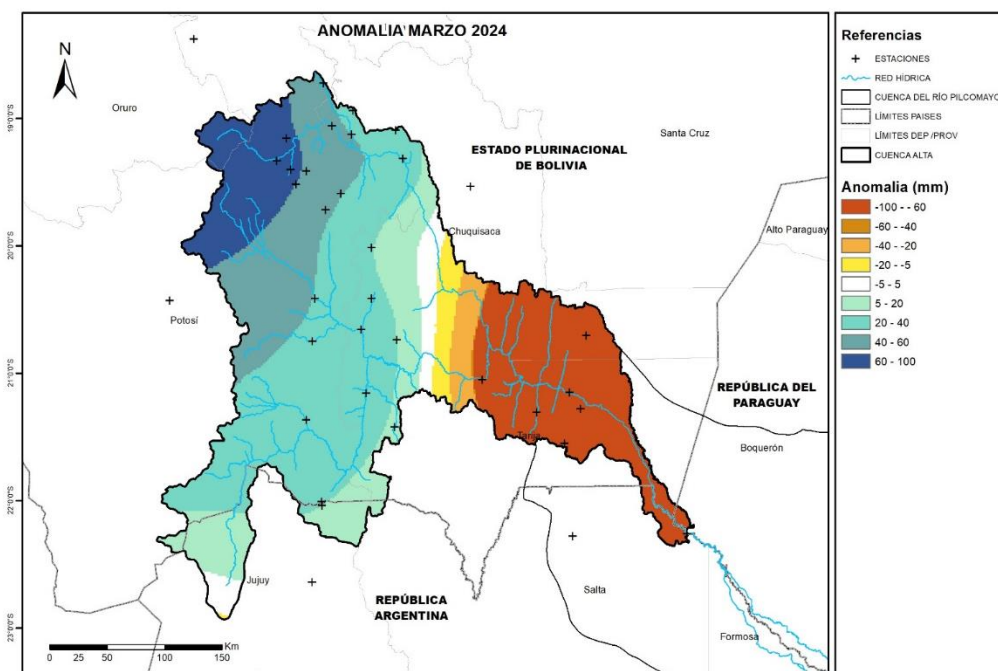 ANOMALIA MARZO 2024
N
Oruro
Santa Cruz
ESTADO PLURINACIONAL
DE BOLIVIA
Chuquisaca
Alto Paraguay
Potosí
REPÚBLICA DEL
PARAGUAY
Boquerón
Tarija
Jujuy
REPÚBLICA
ARGENTINA
Salta
Formosa
19°0'0"S
20°0'0"S
21°0'0"S
22°0'0"S
23°0'0"S
Km
0 25 50 100 150
Referencias
ESTACIONES
RED HÍDRICA
CUENCA DEL RÍO PILCOMAYO
LÍMITES PAISES
LÍMITES DEP /PROV
CUENCA ALTA
Anomalia (mm)
-100 - -60
-60 - -40
-40 - -20
-20 - -5
-5 - 5
5 - 20
20 - 40
40 - 60
60 - 100